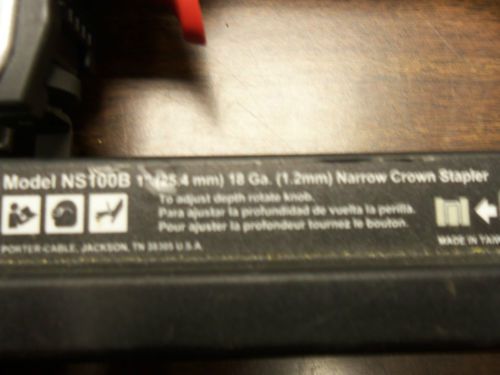 Model NS100B 1" (25.4 mm) 18 Ga. (1.2mm) Narrow Crown Stapler
To adjust depth rotate knob.
Para ajustar la profundidad de vuelta la perilla.
Pour ajuster la profondeur tournez le bouton.
PORTER-CABLE, JACKSON, TN 38305 U.S.A.
MADE IN TAIW